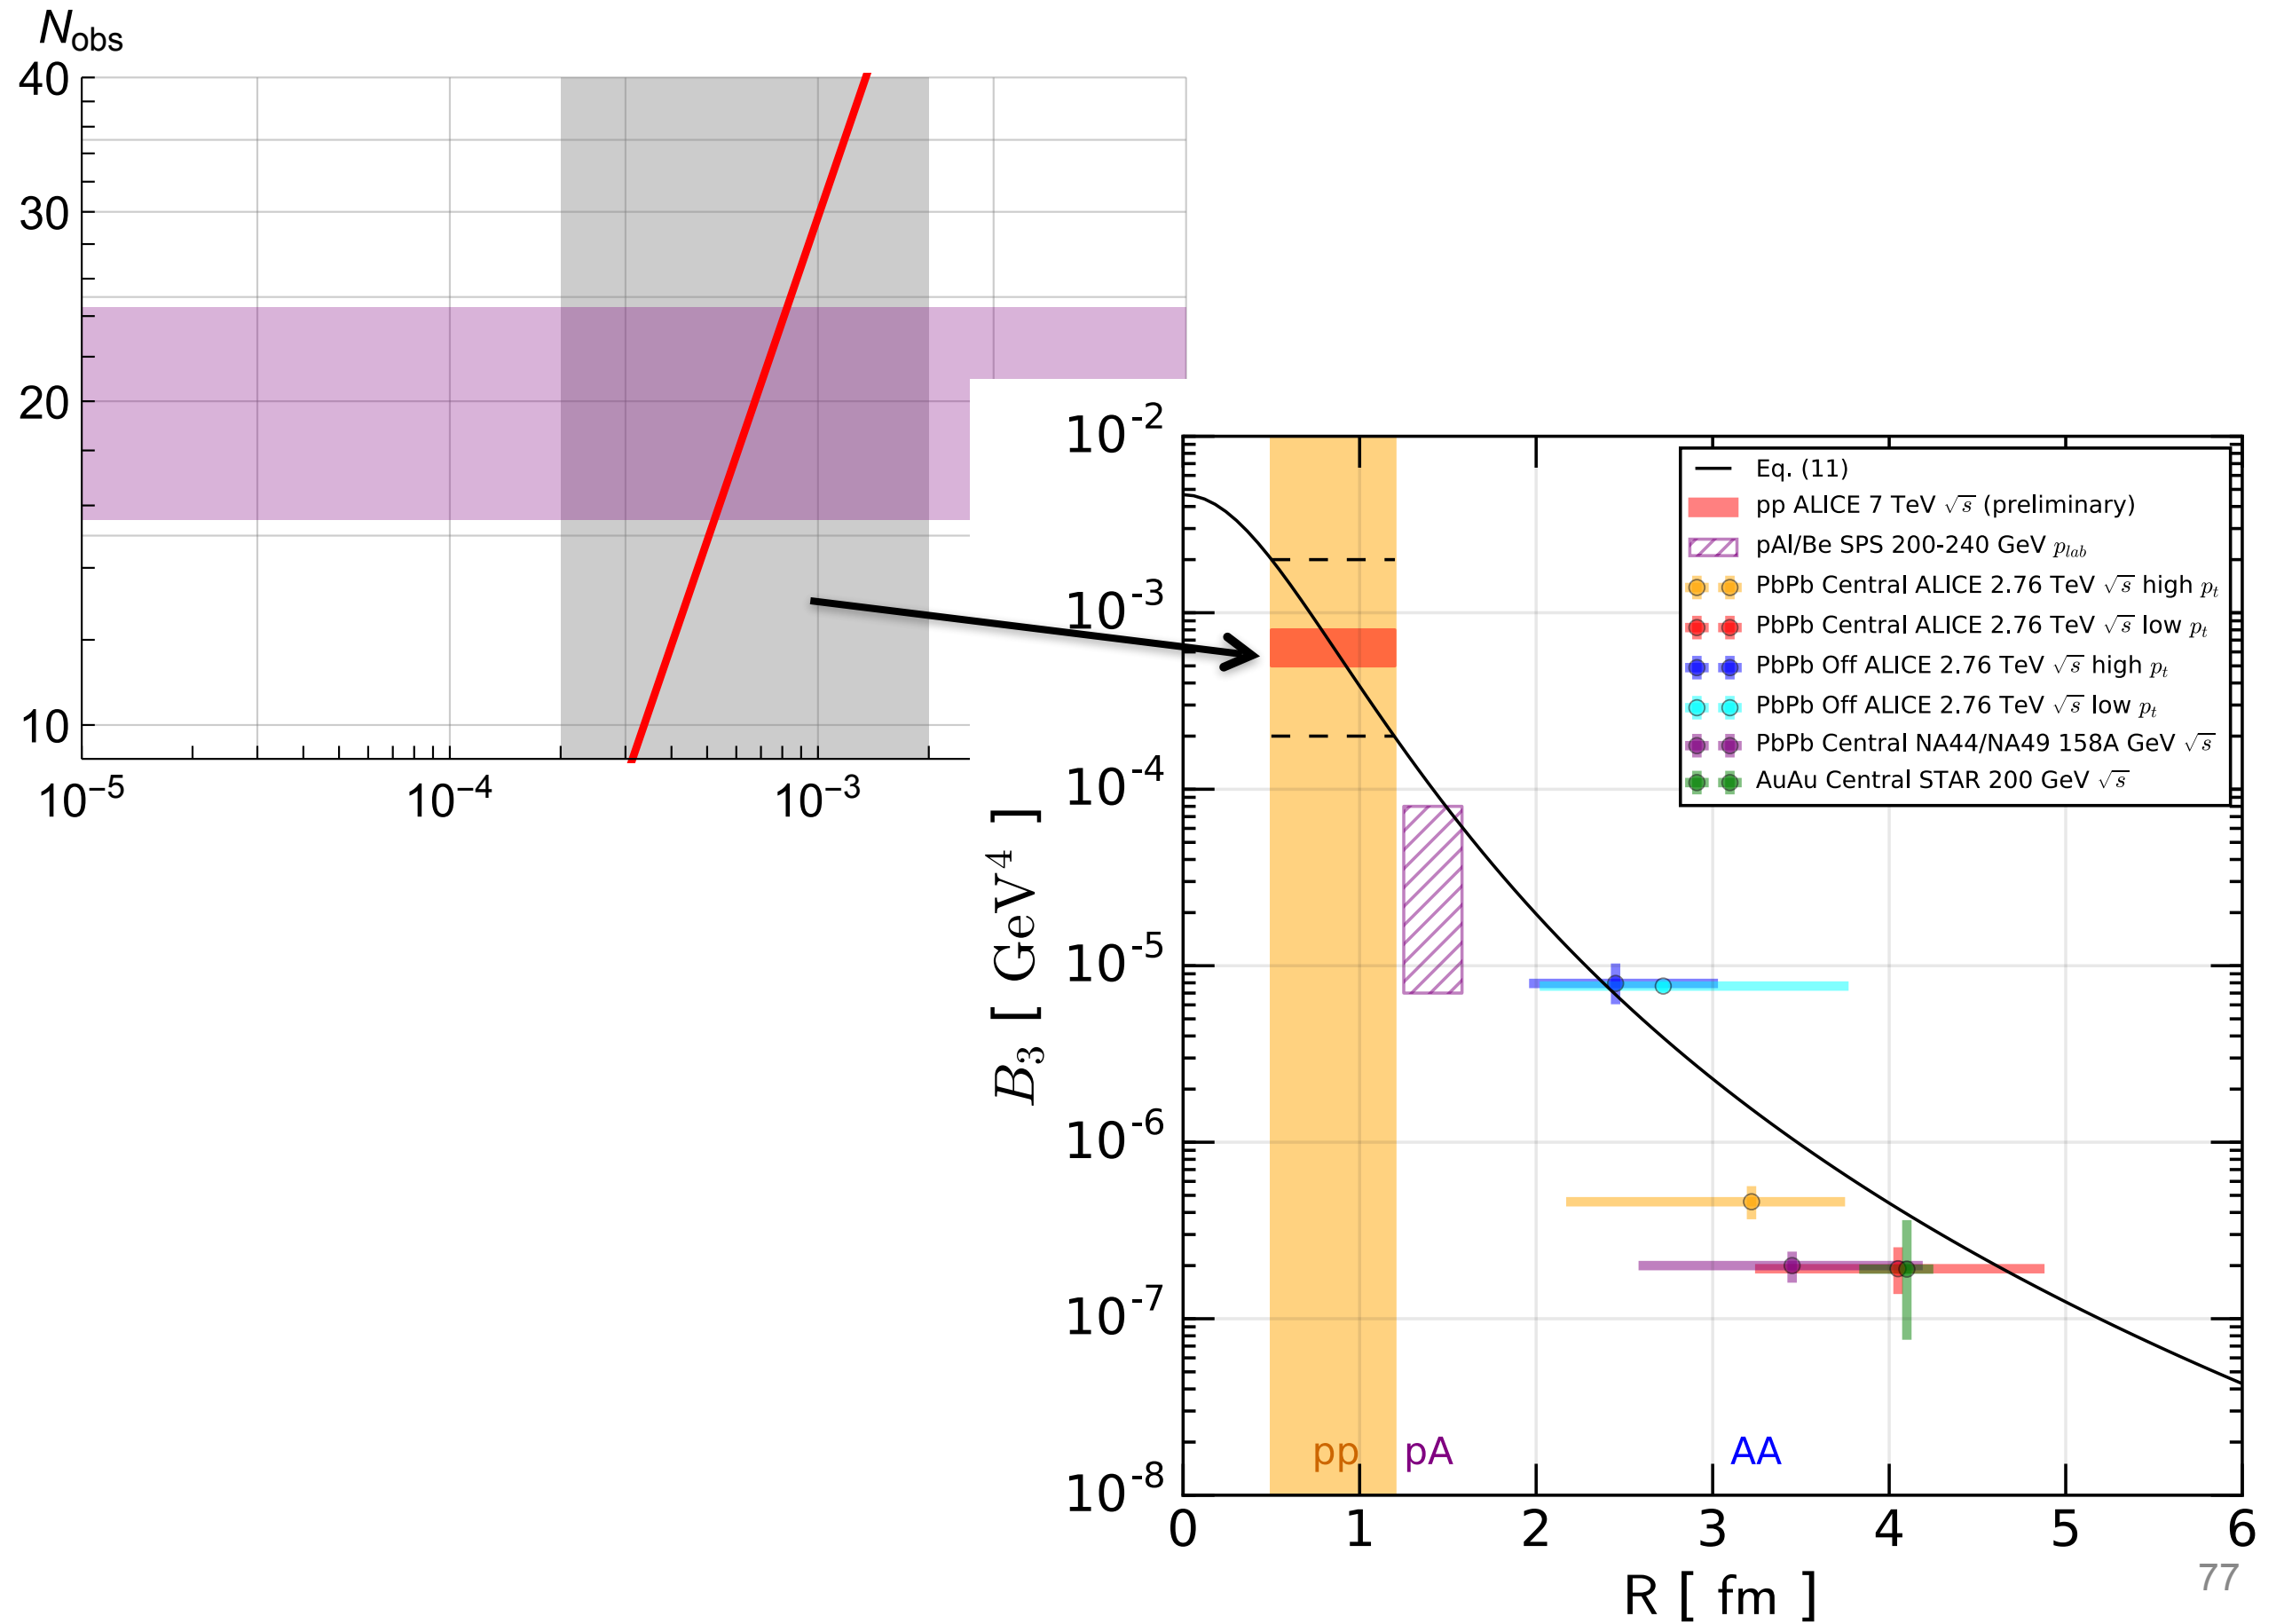 N_obs
40
30
20
10
10⁻⁵ 10⁻⁴ 10⁻³
10⁻²
10⁻³
10⁻⁴
10⁻⁵
10⁻⁶
10⁻⁷
10⁻⁸
B₃ [ GeV⁴ ]
Eq. (11)
pp ALICE 7 TeV √s (preliminary)
pAl/Be SPS 200-240 GeV p_lab
PbPb Central ALICE 2.76 TeV √s high p_t
PbPb Central ALICE 2.76 TeV √s low p_t
PbPb Off ALICE 2.76 TeV √s high p_t
PbPb Off ALICE 2.76 TeV √s low p_t
PbPb Central NA44/NA49 158A GeV √s
AuAu Central STAR 200 GeV √s
pp pA AA
0 1 2 3 4 5 6
R [ fm ]
77